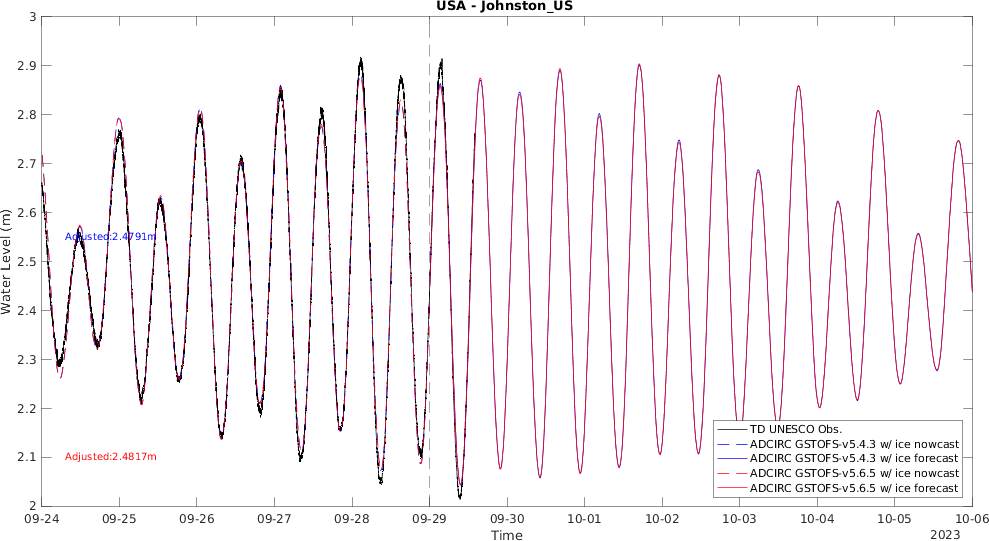 USA - Johnston_US
3
2.9
2.8
2.7
2.6
2.5
2.4
2.3
2.2
2.1
2
Water Level (m)
Adjusted:2.4791m
Adjusted:2.4817m
TD UNESCO Obs.
ADCIRC GSTOFS-v5.4.3 w/ ice nowcast
ADCIRC GSTOFS-v5.4.3 w/ ice forecast
ADCIRC GSTOFS-v5.6.5 w/ ice nowcast
ADCIRC GSTOFS-v5.6.5 w/ ice forecast
09-24 09-25 09-26 09-27 09-28 09-29 09-30 10-01 10-02 10-03 10-04 10-05 10-06
Time
2023